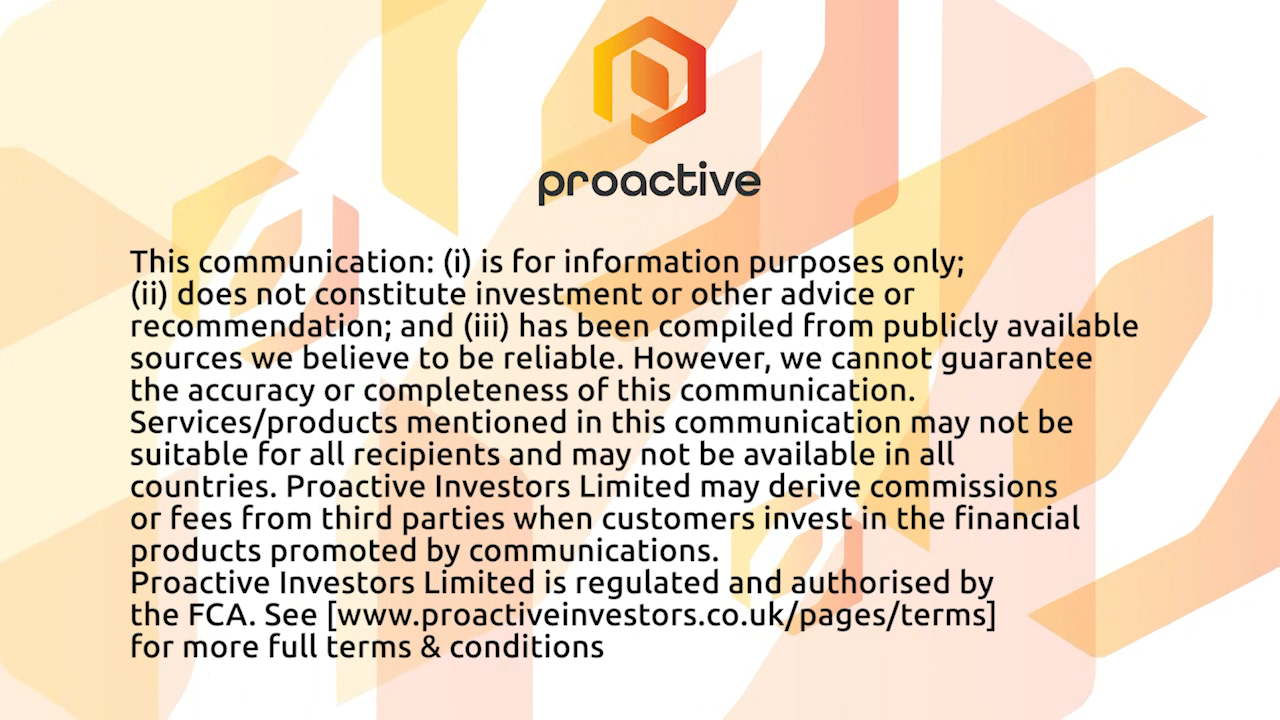 proactive
This communication: (i) is for information purposes only;
(ii) does not constitute investment or other advice or
recommendation; and (iii) has been compiled from publicly available
sources we believe to be reliable. However, we cannot guarantee
the accuracy or completeness of this communication.
Services/products mentioned in this communication may not be
suitable for all recipients and may not be available in all
countries. Proactive Investors Limited may derive commissions
or fees from third parties when customers invest in the financial
products promoted by communications.
Proactive Investors Limited is regulated and authorised by
the FCA. See [www.proactiveinvestors.co.uk/pages/terms]
for more full terms & conditions